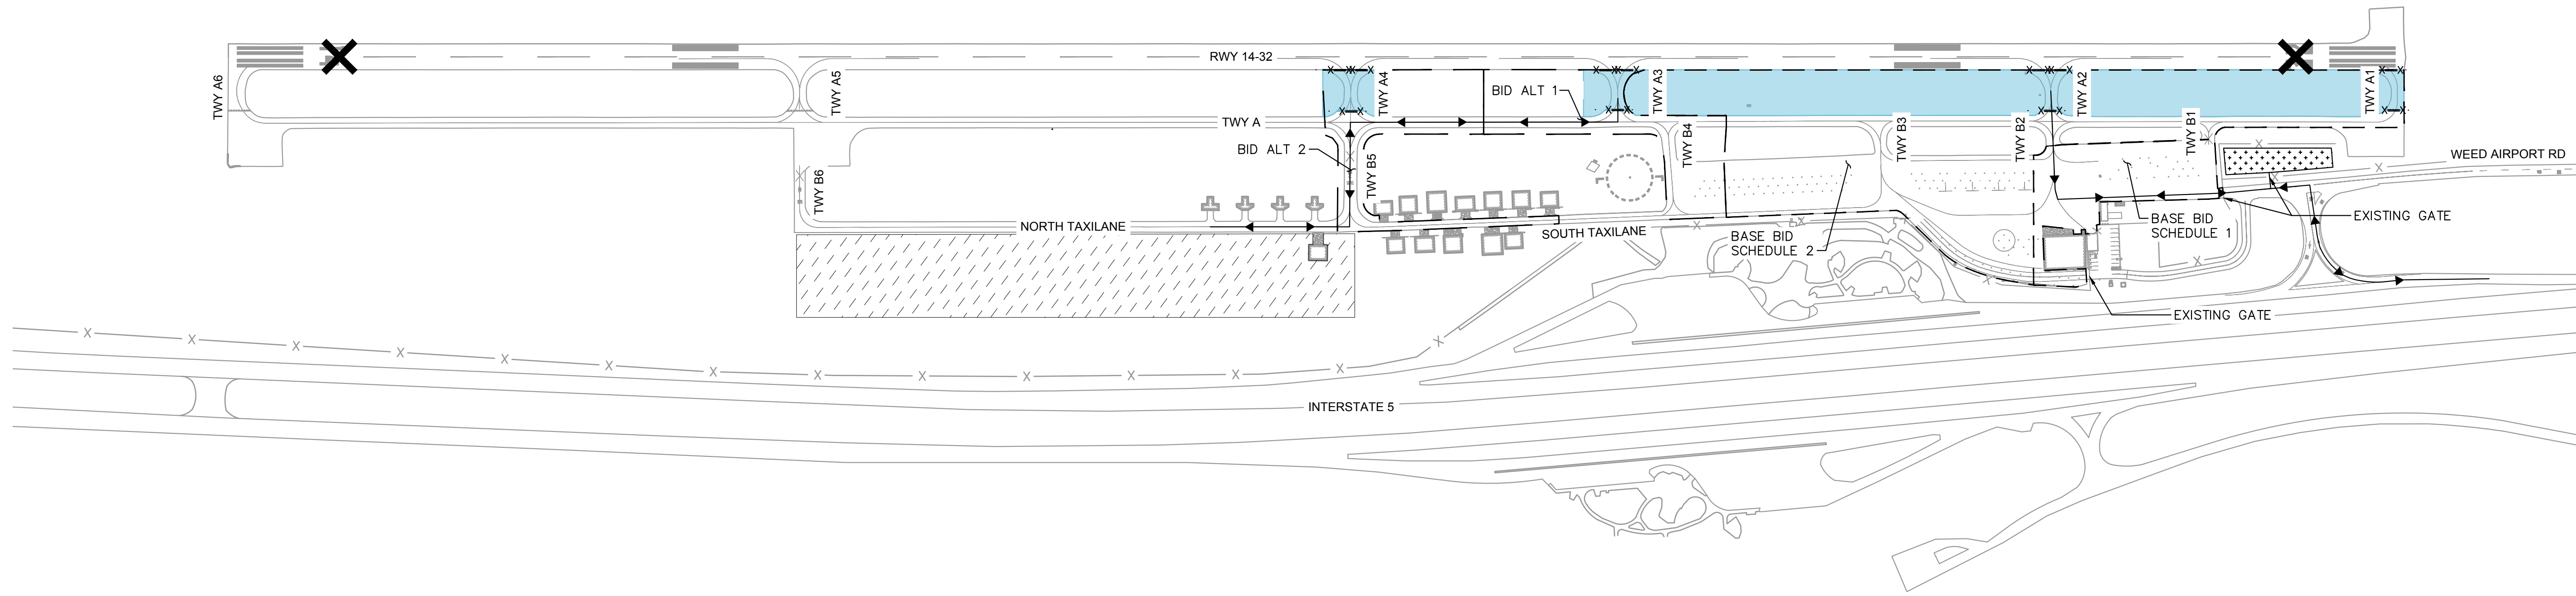 RWY 14-32
TWY A6
TWY A5
TWY A4
BID ALT 1
TWY A3
TWY A2
TWY A1
TWY A
BID ALT 2
TWY B6
TWY B5
TWY B4
TWY B3
TWY B2
TWY B1
WEED AIRPORT RD
NORTH TAXILANE
SOUTH TAXILANE
BASE BID
SCHEDULE 2
BASE BID
SCHEDULE 1
EXISTING GATE
EXISTING GATE
INTERSTATE 5